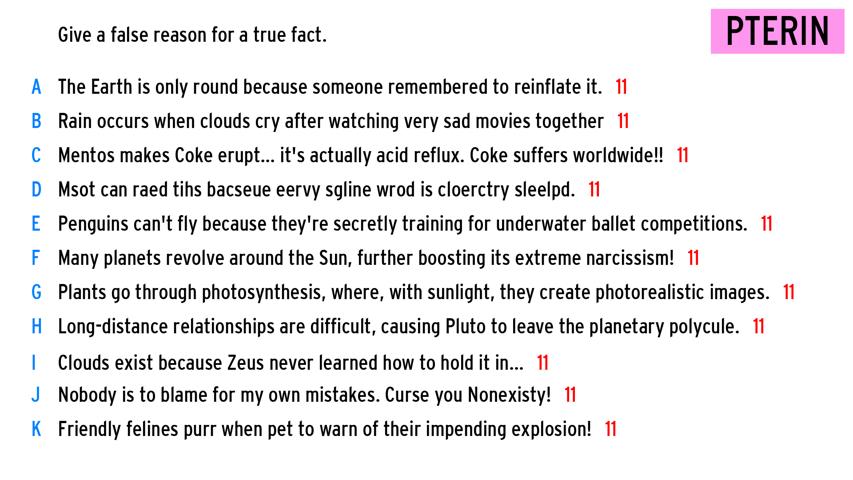 Give a false reason for a true fact.
PTERIN
A The Earth is only round because someone remembered to reinflate it. 11
B Rain occurs when clouds cry after watching very sad movies together 11
C Mentos makes Coke erupt... it's actually acid reflux. Coke suffers worldwide!! 11
D Msot can raed tihs bacseue eervy sgline wrod is cloerctry sleelpd. 11
E Penguins can't fly because they're secretly training for underwater ballet competitions. 11
F Many planets revolve around the Sun, further boosting its extreme narcissism! 11
G Plants go through photosynthesis, where, with sunlight, they create photorealistic images. 11
H Long-distance relationships are difficult, causing Pluto to leave the planetary polycule. 11
I Clouds exist because Zeus never learned how to hold it in... 11
J Nobody is to blame for my own mistakes. Curse you Nonexisty! 11
K Friendly felines purr when pet to warn of their impending explosion! 11